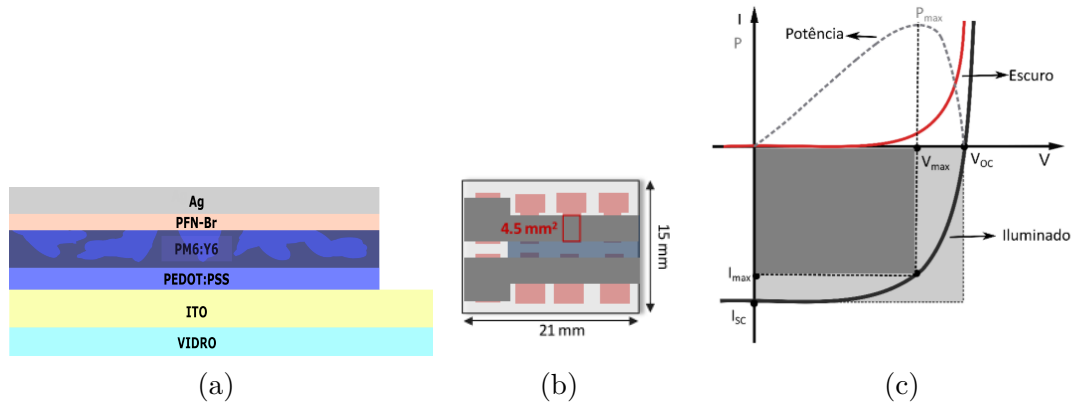 Ag
PFN-Br
PM6:Y6
PEDOT:PSS
ITO
VIDRO
(a)
4.5 mm²
15 mm
21 mm
(b)
I
P
Pmax
Potência
Escuro
Vmax
VOC
V
Iluminado
Imax
ISC
(c)